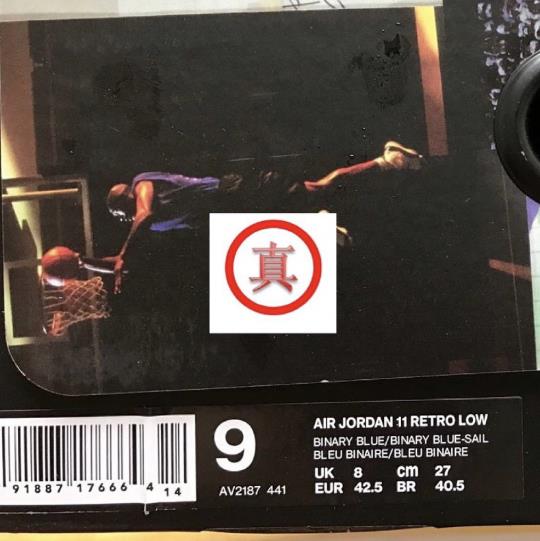 真
91887 17666 4
14
9
AV2187 441
AIR JORDAN 11 RETRO LOW
BINARY BLUE/BINARY BLUE-SAIL
BLEU BINAIRE/BLEU BINAIRE
UK 8 cm 27
EUR 42.5 BR 40.5